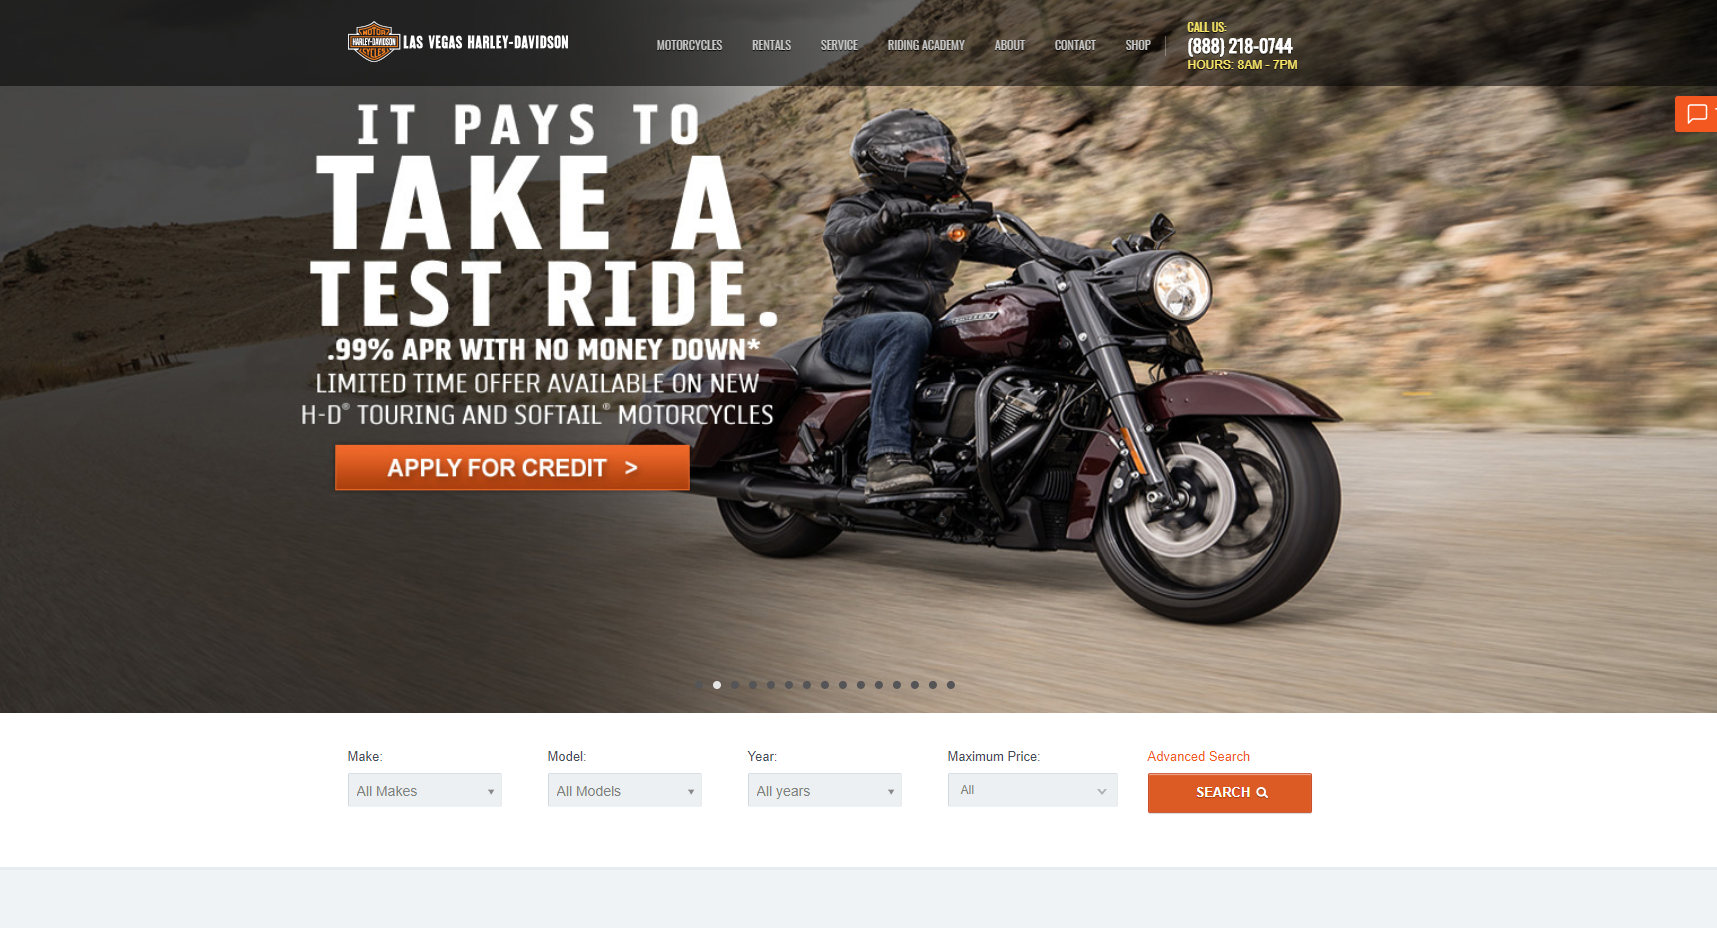 MOTOR
HARLEY-DAVIDSON
CYCLES
LAS VEGAS HARLEY-DAVIDSON
MOTORCYCLES
RENTALS
SERVICE
RIDING ACADEMY
ABOUT
CONTACT
SHOP
CALL US:
(888) 218-0744
HOURS: 8AM - 7PM
IT PAYS TO
TAKE A
TEST RIDE.
.99% APR WITH NO MONEY DOWN*
LIMITED TIME OFFER AVAILABLE ON NEW
H-D® TOURING AND SOFTAIL® MOTORCYCLES
APPLY FOR CREDIT >
Make:
Model:
Year:
Maximum Price:
Advanced Search
All Makes
All Models
All years
All
SEARCH